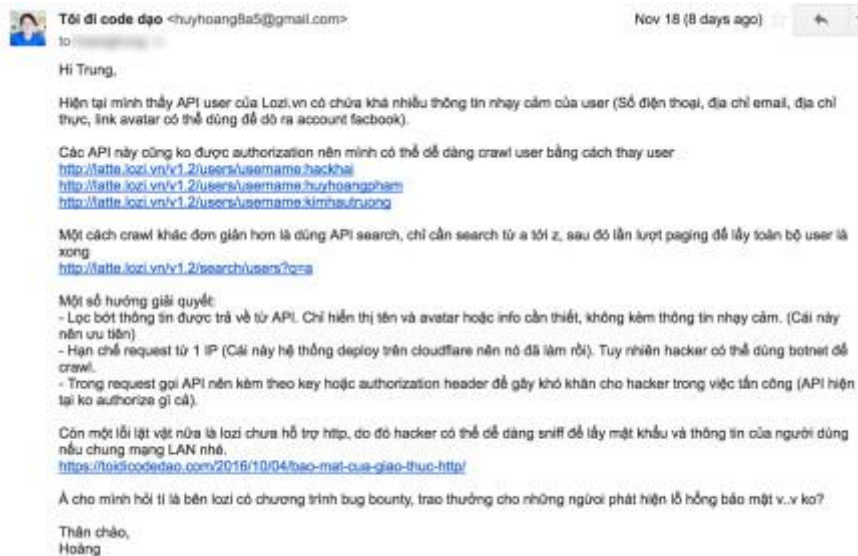 Tôi đi code dạo <huyhoang8a5@gmail.com>
Nov 18 (8 days ago)
to
Hi Trung,
Hiện tại mình thấy API user của Lozi.vn có chứa khá nhiều thông tin nhạy cảm của user (Số điện thoại, địa chỉ email, địa chỉ
thực, link avatar có thể dùng để dò ra account facbook).
Các API này cũng ko được authorization nên mình có thể dễ dàng crawl user bằng cách thay user
http://latte.lozi.vn/v1.2/users/username:hackhai
http://latte.lozi.vn/v1.2/users/username:huyhoangpham
http://latte.lozi.vn/v1.2/users/username:kimhautruong
Một cách crawl khác đơn giản hơn là dùng API search, chỉ cần search từ a tới z, sau đó lần lượt paging để lấy toàn bộ user là
xong
http://latte.lozi.vn/v1.2/search/users?q=a
Một số hướng giải quyết:
- Lọc bớt thông tin được trả về từ API. Chỉ hiển thị tên và avatar hoặc info cần thiết, không kèm thông tin nhạy cảm. (Cái này
nên ưu tiên)
- Hạn chế request từ 1 IP (Cái này hệ thống deploy trên cloudflare nên nó đã làm rồi). Tuy nhiên hacker có thể dùng botnet để
crawl.
- Trong request gọi API nên kèm theo key hoặc authorization header để gây khó khăn cho hacker trong việc tấn công (API hiện
tại ko authorize gì cả).
Còn một lỗi lặt vặt nữa là lozi chưa hỗ trợ http, do đó hacker có thể dễ dàng sniff để lấy mật khẩu và thông tin của người dùng
nếu chung mạng LAN nhé.
https://toidicodedao.com/2016/10/04/bao-mat-cua-giao-thuc-http/
À cho mình hỏi tí là bên lozi có chương trình bug bounty, trao thưởng cho những người phát hiện lỗ hổng bảo mật v..v ko?
Thân chào,
Hoàng